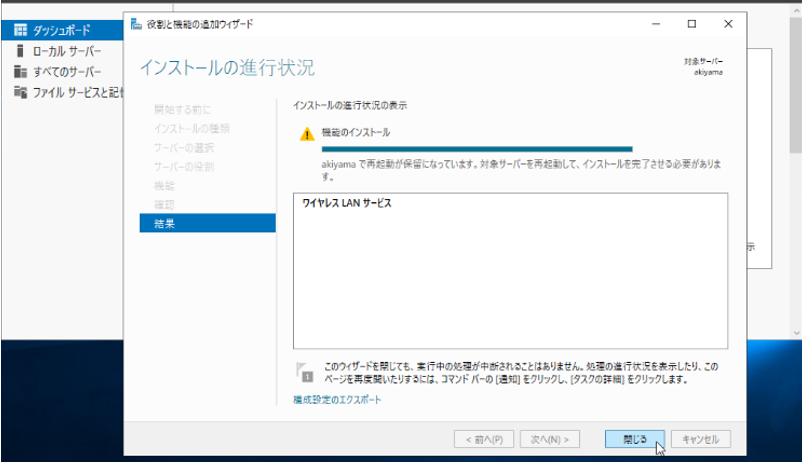 役割と機能の追加ウィザード
ダッシュボード
ローカル サーバー
すべてのサーバー
ファイル サービスと記
インストールの進行状況
対象サーバー
akiyama
開始する前に
インストールの種類
サーバーの選択
サーバーの役割
機能
確認
結果
インストールの進行状況の表示
機能のインストール
akiyama で再起動が保留になっています。対象サーバーを再起動して、インストールを完了させる必要がありま
す。
ワイヤレス LAN サービス
示
1
このウィザードを閉じても、実行中の処理が中断されることはありません。処理の進行状況を表示したり、この
ページを再度開いたりするには、コマンド バーの [通知] をクリックし、[タスクの詳細] をクリックします。
構成設定のエクスポート
< 前へ(P)
次へ(N) >
閉じる
キャンセル